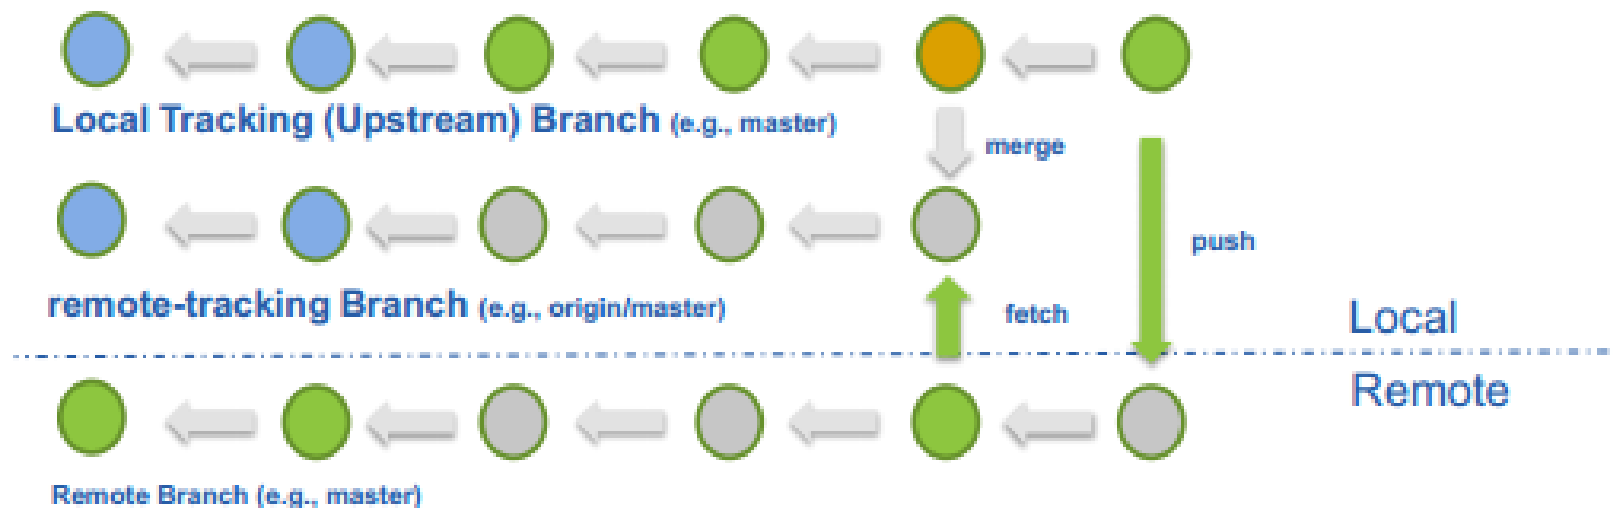 Local Tracking (Upstream) Branch (e.g., master)
merge
push
remote-tracking Branch (e.g., origin/master)
fetch
Local
Remote
Remote Branch (e.g., master)